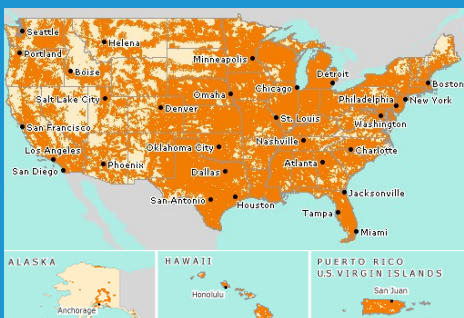 Seattle
Portland
Helena
Boise
Minneapolis
Detroit
Boston
Salt Lake City
Omaha
Chicago
Philadelphia
New York
Denver
St. Louis
Washington
San Francisco
Nashville
Los Angeles
Phoenix
Oklahoma City
Charlotte
San Diego
Atlanta
Dallas
San Antonio
Houston
Jacksonville
Tampa
Miami
ALASKA
Anchorage
HAWAII
Honolulu
PUERTO RICO
U.S. VIRGIN ISLANDS
San Juan